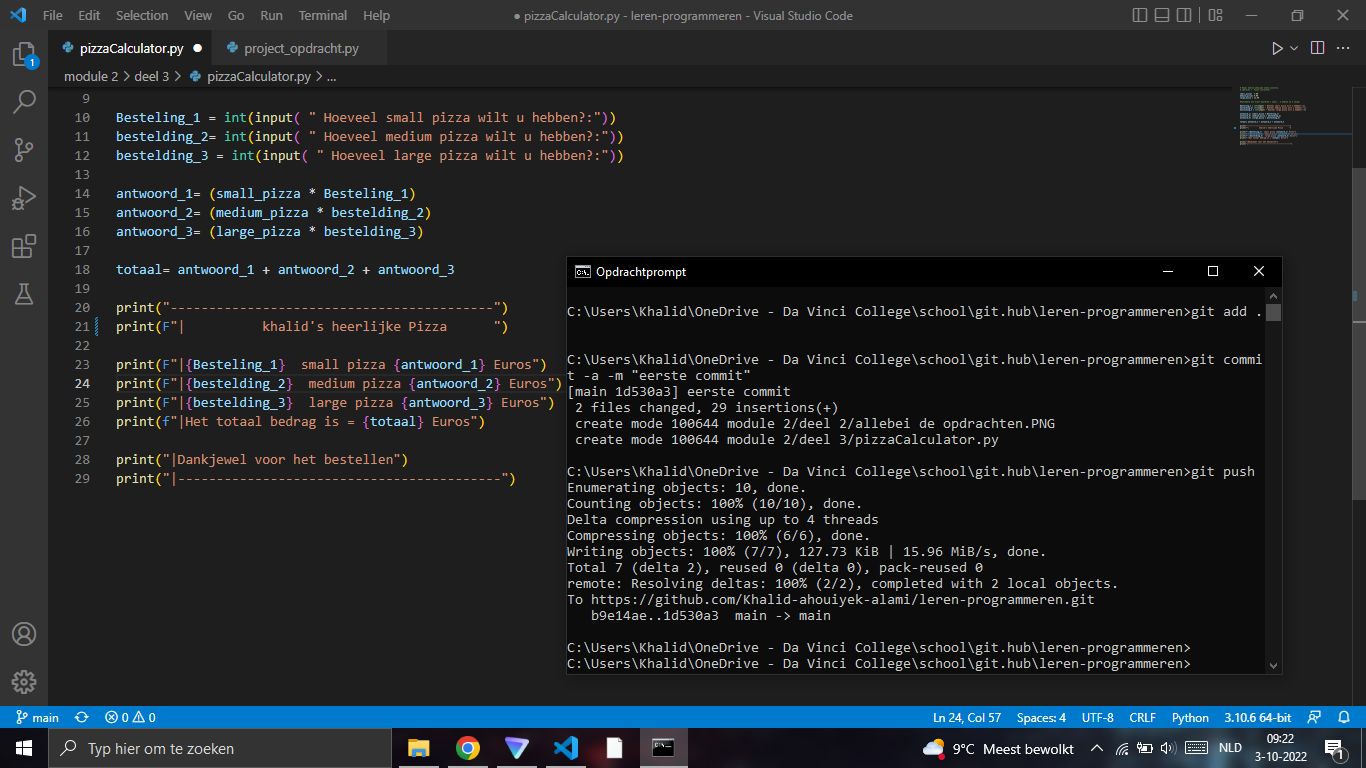 File Edit Selection View Go Run Terminal Help
● pizzaCalculator.py - leren-programmeren - Visual Studio Code
pizzaCalculator.py ● project_opdracht.py
module 2 > deel 3 > pizzaCalculator.py > ...
1
9
10 Besteling_1 = int(input( " Hoeveel small pizza wilt u hebben?:"))
11 bestelding_2= int(input( " Hoeveel medium pizza wilt u hebben?:"))
12 bestelding_3 = int(input( " Hoeveel large pizza wilt u hebben?:"))
13
14 antwoord_1= (small_pizza * Besteling_1)
15 antwoord_2= (medium_pizza * bestelding_2)
16 antwoord_3= (large_pizza * bestelding_3)
17
18 totaal= antwoord_1 + antwoord_2 + antwoord_3
19
20 print("------------------------------------------")
21 print(F"|          khalid's heerlijke Pizza      ")
22
23 print(F"|{Besteling_1}  small pizza {antwoord_1} Euros")
24 print(F"|{bestelding_2}  medium pizza {antwoord_2} Euros")
25 print(F"|{bestelding_3}  large pizza {antwoord_3} Euros")
26 print(f"|Het totaal bedrag is = {totaal} Euros")
27
28 print("|Dankjewel voor het bestellen")
29 print("|------------------------------------------")
Opdrachtprompt
C:\Users\Khalid\OneDrive - Da Vinci College\school\git.hub\leren-programmeren>git add .
C:\Users\Khalid\OneDrive - Da Vinci College\school\git.hub\leren-programmeren>git commi
t -a -m "eerste commit"
[main 1d530a3] eerste commit
2 files changed, 29 insertions(+)
create mode 100644 module 2/deel 2/allebei de opdrachten.PNG
create mode 100644 module 2/deel 3/pizzaCalculator.py
C:\Users\Khalid\OneDrive - Da Vinci College\school\git.hub\leren-programmeren>git push
Enumerating objects: 10, done.
Counting objects: 100% (10/10), done.
Delta compression using up to 4 threads
Compressing objects: 100% (6/6), done.
Writing objects: 100% (7/7), 127.73 KiB | 15.96 MiB/s, done.
Total 7 (delta 2), reused 0 (delta 0), pack-reused 0
remote: Resolving deltas: 100% (2/2), completed with 2 local objects.
To https://github.com/Khalid-ahouiyek-alami/leren-programmeren.git
b9e14ae..1d530a3  main -> main
C:\Users\Khalid\OneDrive - Da Vinci College\school\git.hub\leren-programmeren>
C:\Users\Khalid\OneDrive - Da Vinci College\school\git.hub\leren-programmeren>
main 0 0 Ln 24, Col 57 Spaces: 4 UTF-8 CRLF Python 3.10.6 64-bit
Typ hier om te zoeken
9°C Meest bewolkt
NLD
09:22
3-10-2022
1